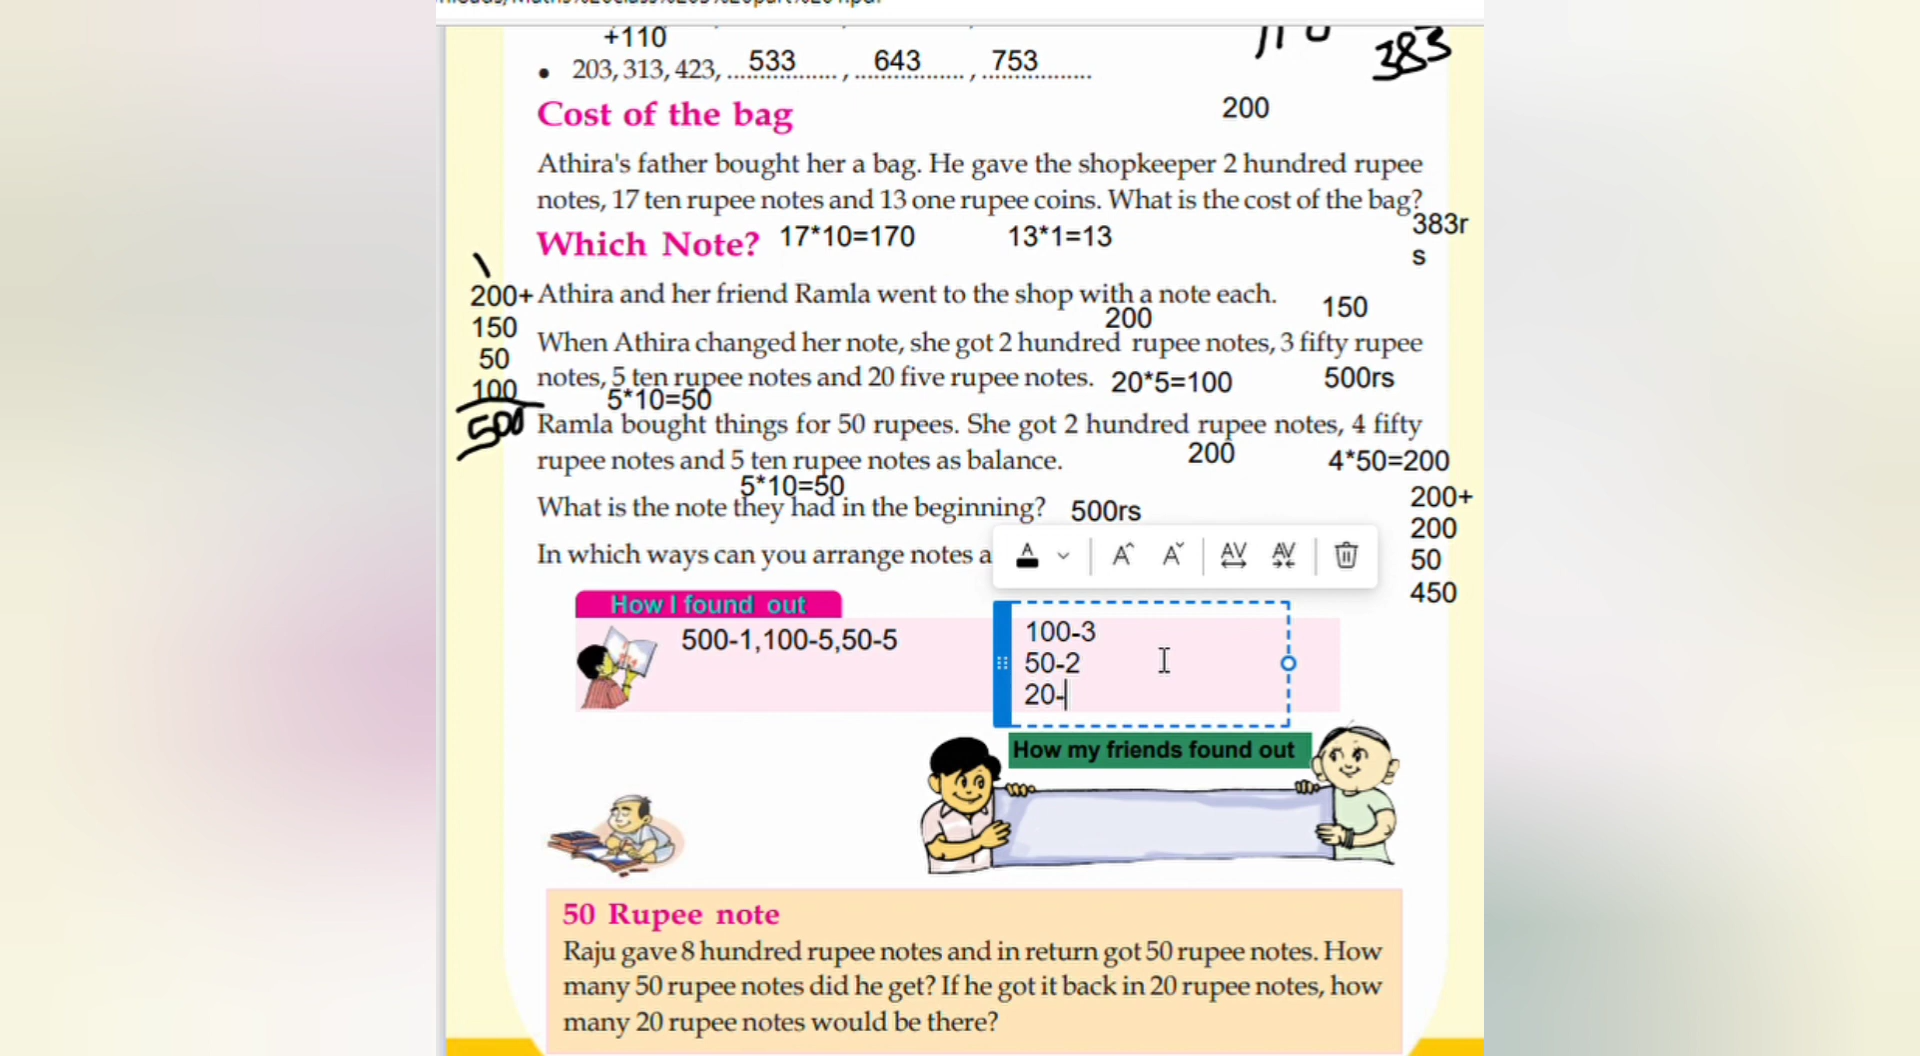 +110
203, 313, 423, 533, 643, 753
383
200
Cost of the bag
Athira's father bought her a bag. He gave the shopkeeper 2 hundred rupee
notes, 17 ten rupee notes and 13 one rupee coins. What is the cost of the bag?
383r
s
Which Note? 17*10=170 13*1=13
200+
150
50
100
500
Athira and her friend Ramla went to the shop with a note each.
150
200
When Athira changed her note, she got 2 hundred rupee notes, 3 fifty rupee
notes, 5 ten rupee notes and 20 five rupee notes. 20*5=100 500rs
5*10=50
Ramla bought things for 50 rupees. She got 2 hundred rupee notes, 4 fifty
rupee notes and 5 ten rupee notes as balance. 200 4*50=200
5*10=50
What is the note they had in the beginning? 500rs
200+
200
50
450
In which ways can you arrange notes a
A A A AV AV
How I found out
500-1,100-5,50-5
100-3
50-2
20-
How my friends found out
50 Rupee note
Raju gave 8 hundred rupee notes and in return got 50 rupee notes. How
many 50 rupee notes did he get? If he got it back in 20 rupee notes, how
many 20 rupee notes would be there?